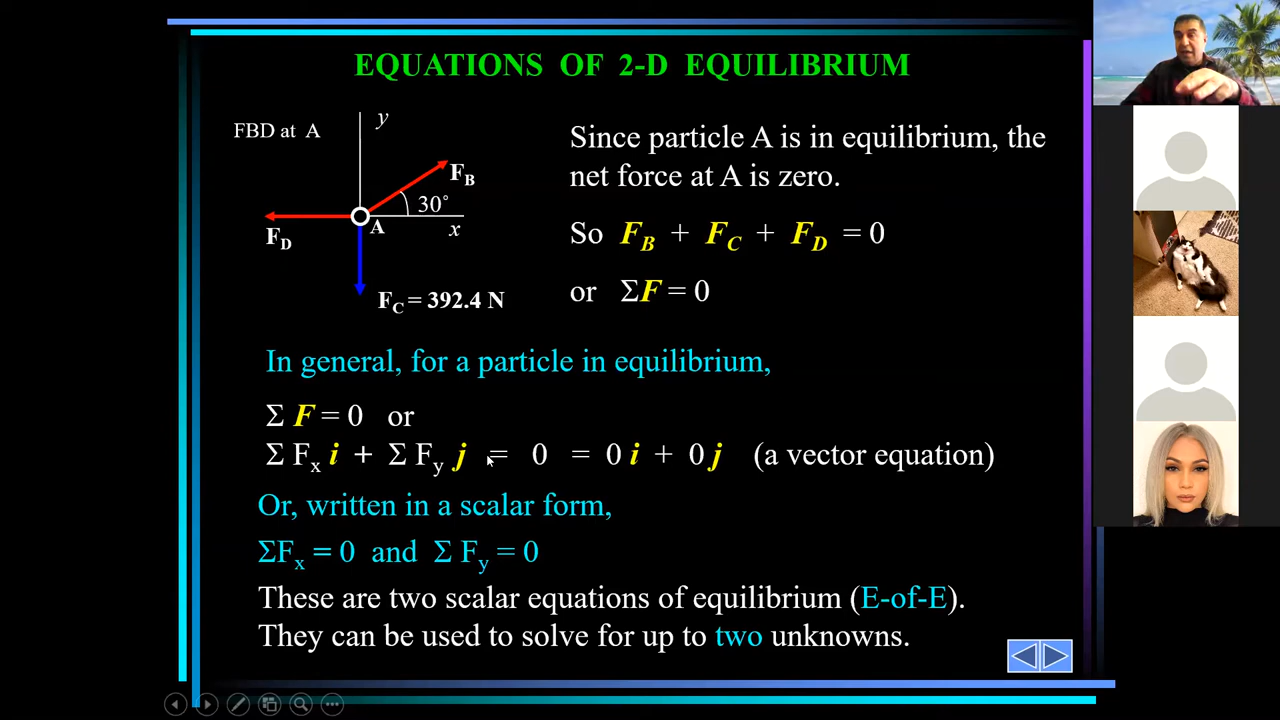 EQUATIONS OF 2-D EQUILIBRIUM
FBD at A
y
F_B
30°
A
x
F_D
F_C = 392.4 N
Since particle A is in equilibrium, the
net force at A is zero.
So F_B + F_C + F_D = 0
or ΣF = 0
In general, for a particle in equilibrium,
Σ F = 0 or
Σ F_x i + Σ F_y j = 0 = 0 i + 0 j (a vector equation)
Or, written in a scalar form,
ΣF_x = 0 and Σ F_y = 0
These are two scalar equations of equilibrium (E-of-E).
They can be used to solve for up to two unknowns.